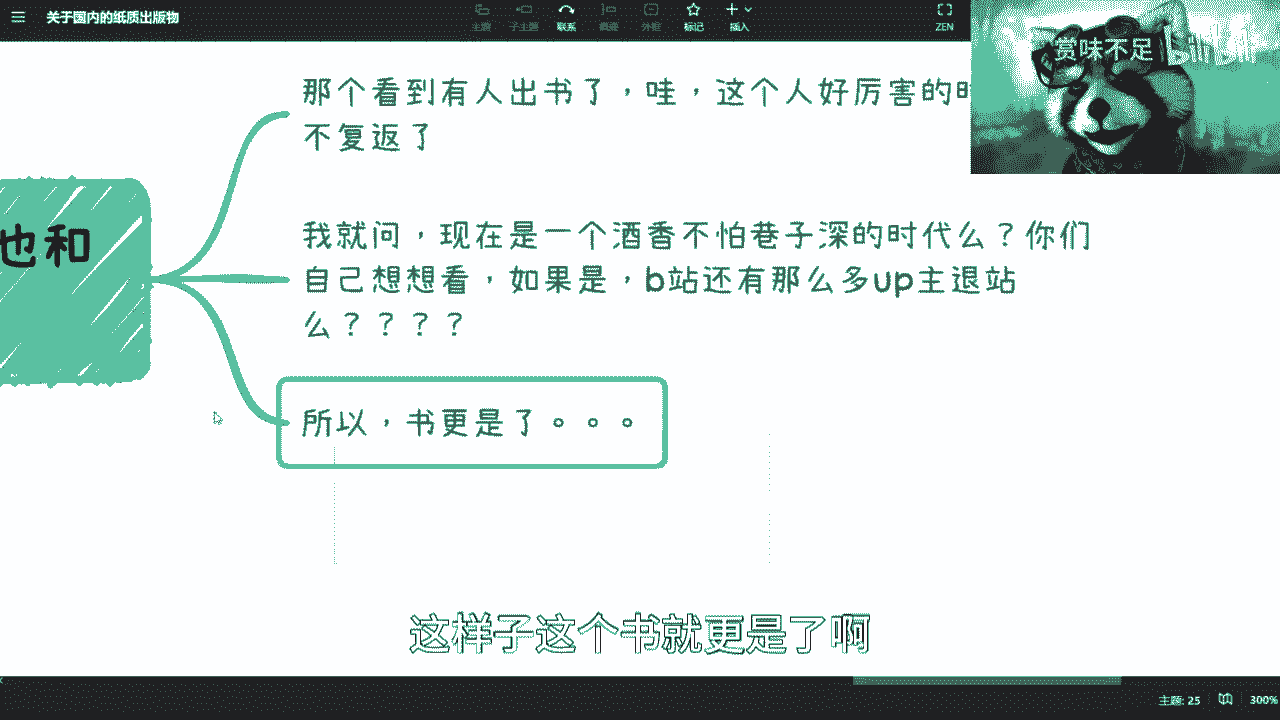 关于国内的纸质出版物
主题
子主题
联系
概要
外框
标记
插入
ZEN
赏味不足
bilibili
那个看到有人出书了，哇，这个人好厉害的时
不复返了
我就问，现在是一个酒香不怕巷子深的时代么？你们
自己想想看，如果是，b站还有那么多up主退站
么？？？？
也和
所以，书更是了。。。
这样子这个书就更是了啊
主题: 25
300%